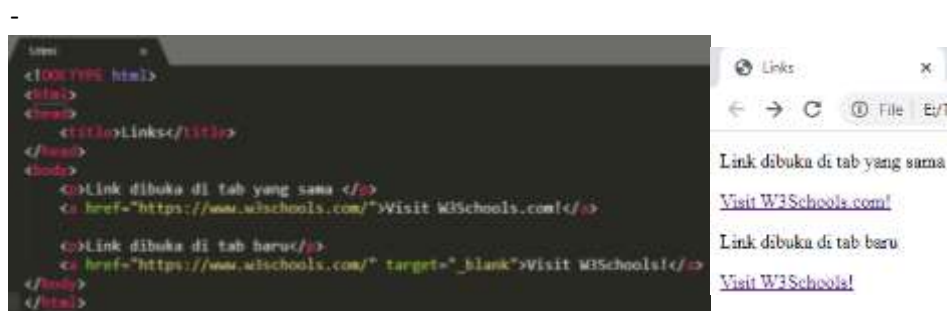 -
<!DOCTYPE html>
<html>
<head>
<title>Links</title>
</head>
<body>
<p>Link dibuka di tab yang sama </p>
<a href="https://www.w3schools.com/">Visit W3Schools.com!</a>
<p>Link dibuka di tab baru</p>
<a href="https://www.w3schools.com/" target="_blank">Visit W3Schools!</a>
</body>
</html>
Links
File E:/
Link dibuka di tab yang sama
Visit W3Schools.com!
Link dibuka di tab baru
Visit W3Schools!